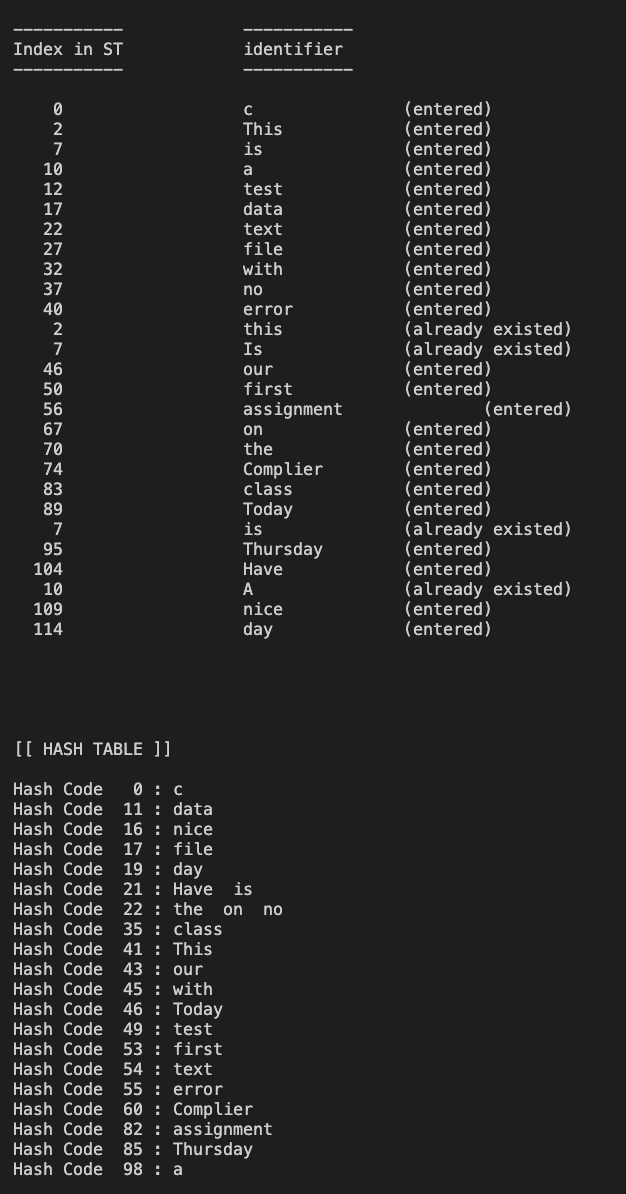 -----------             -----------
Index in ST            identifier
-----------             -----------
0 c (entered)
2 This (entered)
7 is (entered)
10 a (entered)
12 test (entered)
17 data (entered)
22 text (entered)
27 file (entered)
32 with (entered)
37 no (entered)
40 error (entered)
2 this (already existed)
7 Is (already existed)
46 our (entered)
50 first (entered)
56 assignment (entered)
67 on (entered)
70 the (entered)
74 Complier (entered)
83 class (entered)
89 Today (entered)
7 is (already existed)
95 Thursday (entered)
104 Have (entered)
10 A (already existed)
109 nice (entered)
114 day (entered)
[[ HASH TABLE ]]
Hash Code 0 : c
Hash Code 11 : data
Hash Code 16 : nice
Hash Code 17 : file
Hash Code 19 : day
Hash Code 21 : Have is
Hash Code 22 : the on no
Hash Code 35 : class
Hash Code 41 : This
Hash Code 43 : our
Hash Code 45 : with
Hash Code 46 : Today
Hash Code 49 : test
Hash Code 53 : first
Hash Code 54 : text
Hash Code 55 : error
Hash Code 60 : Complier
Hash Code 82 : assignment
Hash Code 85 : Thursday
Hash Code 98 : a